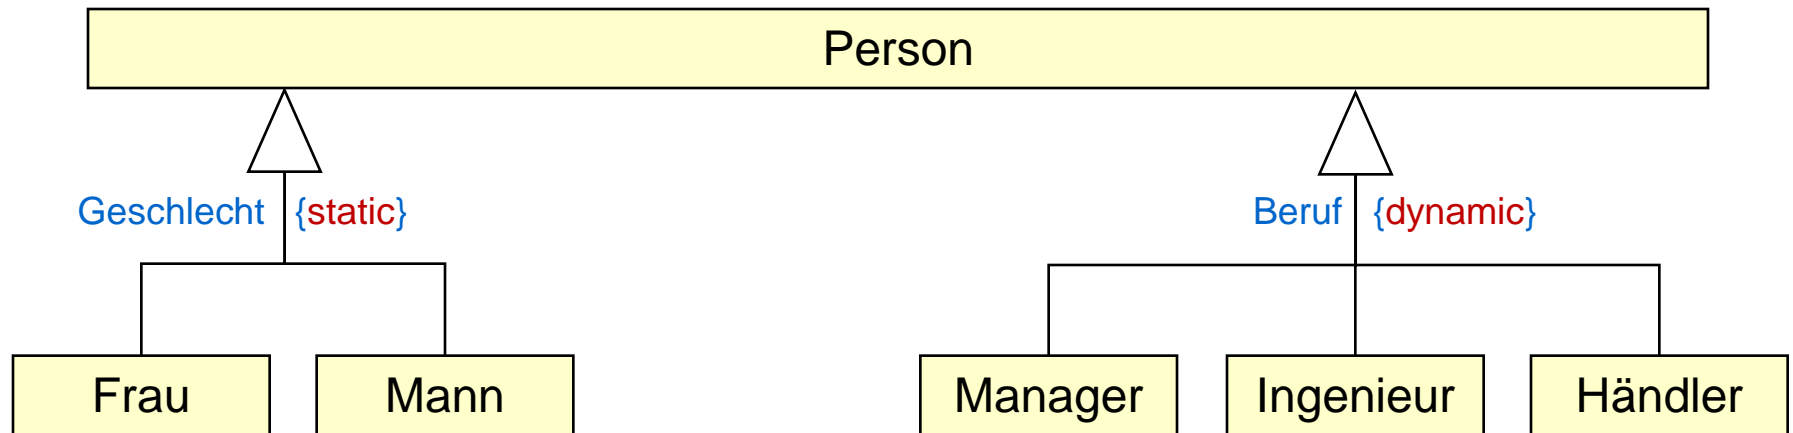 Person
Geschlecht {static} Beruf {dynamic}
Frau Mann Manager Ingenieur Händler